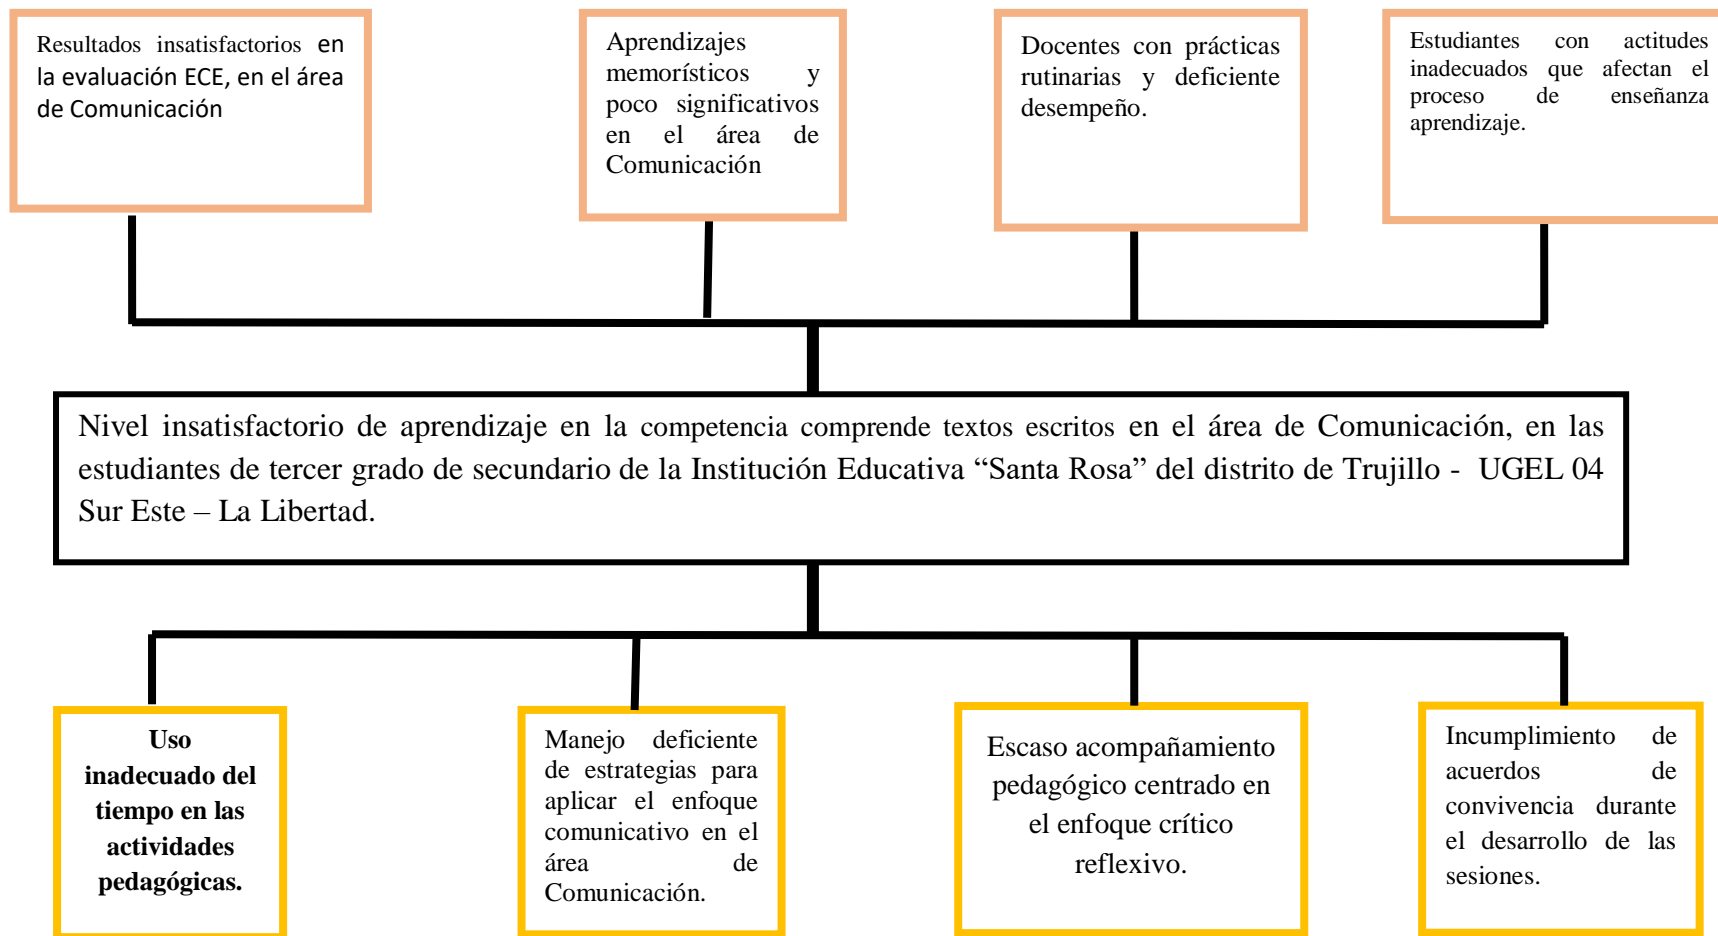 Resultados insatisfactorios en
la evaluación ECE, en el área
de Comunicación
Aprendizajes
memorísticos y
poco significativos
en el área de
Comunicación
Docentes con prácticas
rutinarias y deficiente
desempeño.
Estudiantes con actitudes
inadecuados que afectan el
proceso de enseñanza
aprendizaje.
Nivel insatisfactorio de aprendizaje en la competencia comprende textos escritos en el área de Comunicación, en las
estudiantes de tercer grado de secundario de la Institución Educativa “Santa Rosa” del distrito de Trujillo - UGEL 04
Sur Este – La Libertad.
Uso
inadecuado del
tiempo en las
actividades
pedagógicas.
Manejo deficiente
de estrategias para
aplicar el enfoque
comunicativo en el
área de
Comunicación.
Escaso acompañamiento
pedagógico centrado en
el enfoque crítico
reflexivo.
Incumplimiento de
acuerdos de
convivencia durante
el desarrollo de las
sesiones.